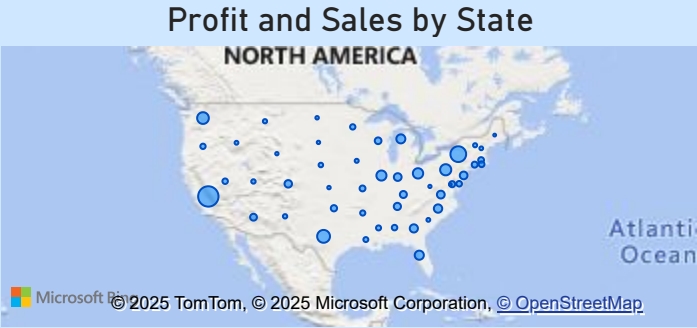 Profit and Sales by State
NORTH AMERICA
Atlantic
Ocean
Microsoft Bing
© 2025 TomTom, © 2025 Microsoft Corporation, © OpenStreetMap